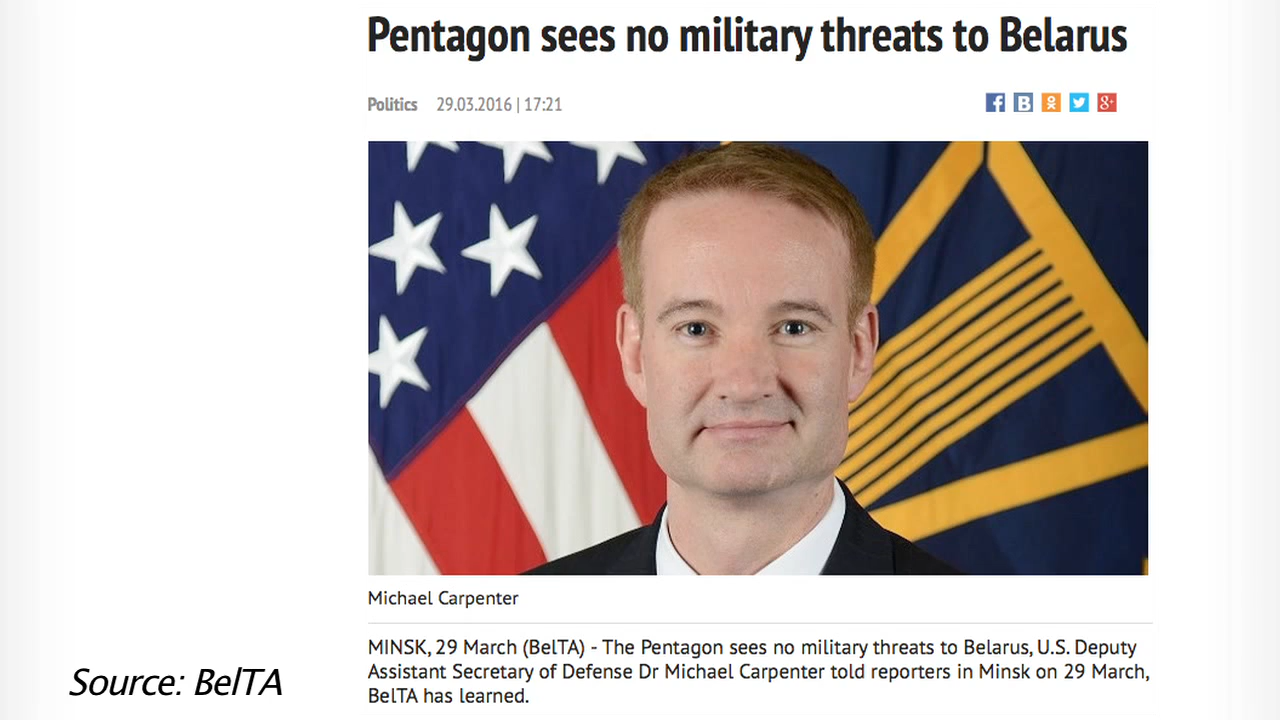 Pentagon sees no military threats to Belarus
Politics 29.03.2016 | 17:21
Michael Carpenter
MINSK, 29 March (BelTA) - The Pentagon sees no military threats to Belarus, U.S. Deputy
Assistant Secretary of Defense Dr Michael Carpenter told reporters in Minsk on 29 March,
BelTA has learned.
Source: BelTA